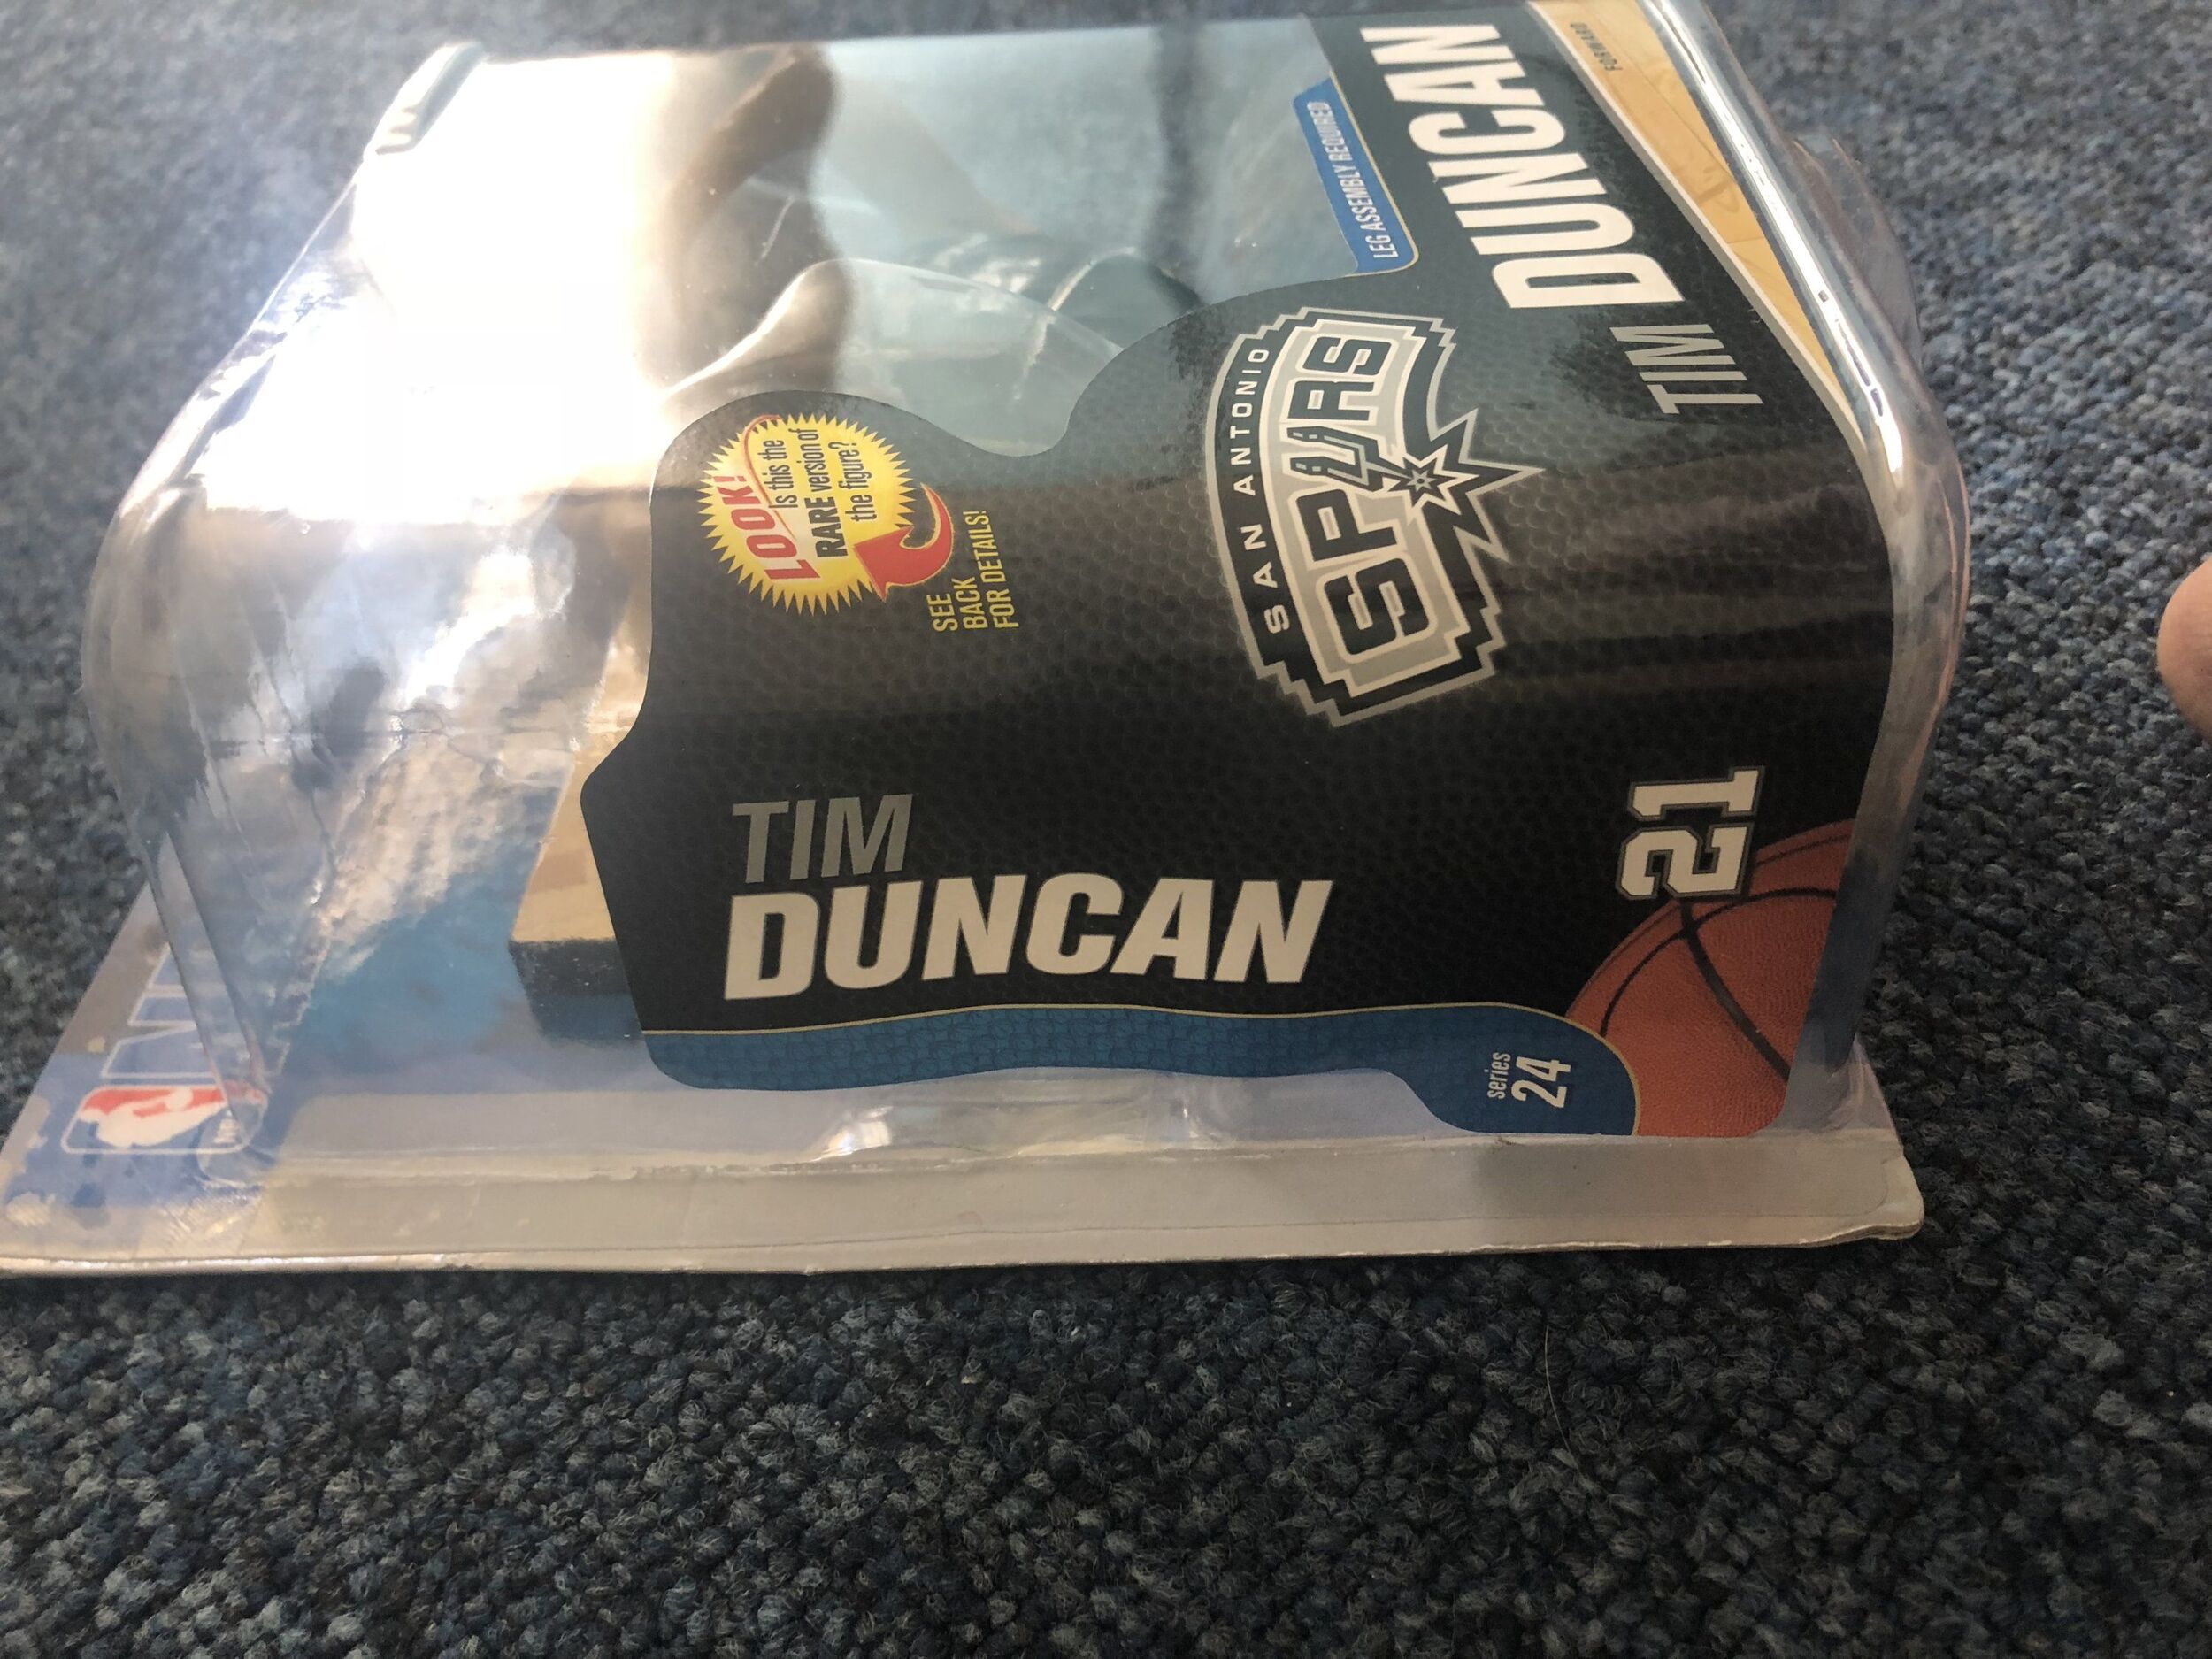 LEG ASSEMBLY REQUIRED
TIM DUNCAN
FORWARD
LOOK!
Is this the
RARE version of
the figure?
SEE
BACK
FOR DETAILS!
SAN ANTONIO
SPURS
TIM
DUNCAN
21
series
24